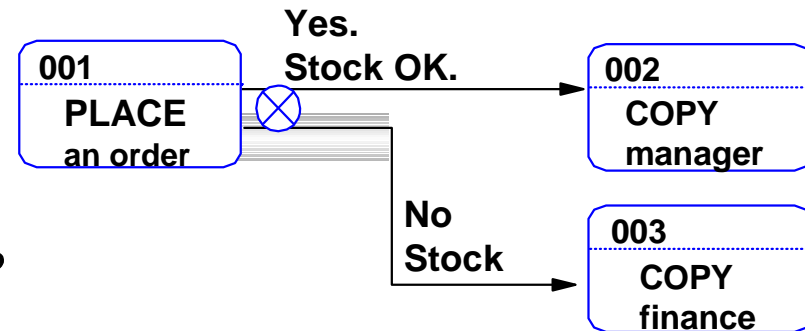 001
PLACE
an order
Yes.
Stock OK.
002
COPY
manager
No
Stock
003
COPY
finance